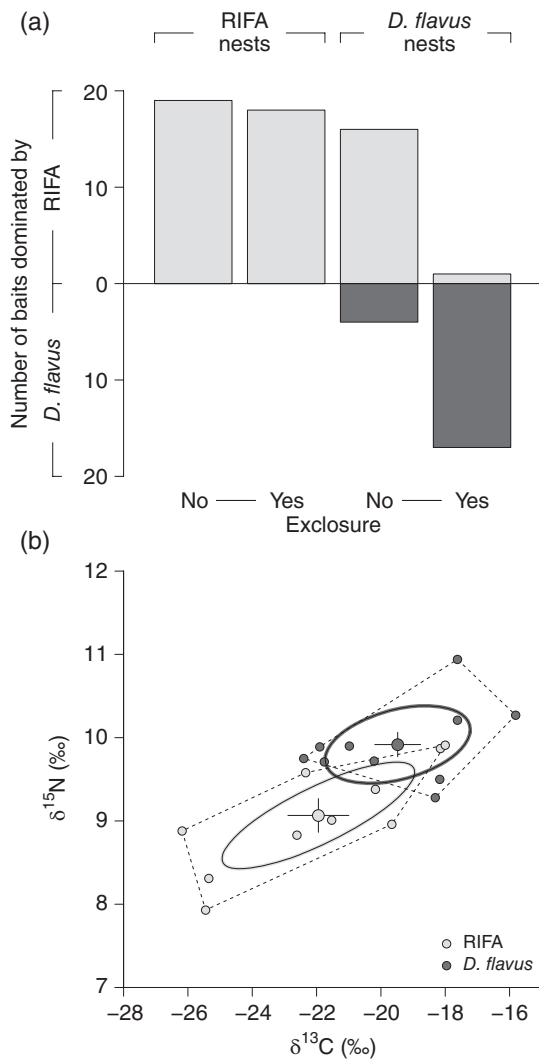 (a)
RIFA
nests
D. flavus
nests
Number of baits dominated by
RIFA
D. flavus
20
10
0
10
20
No Yes
No Yes
Exclosure
(b)
δ15N (‰)
12
11
10
9
8
7
RIFA
D. flavus
−28 −26 −24 −22 −20 −18 −16
δ13C (‰)